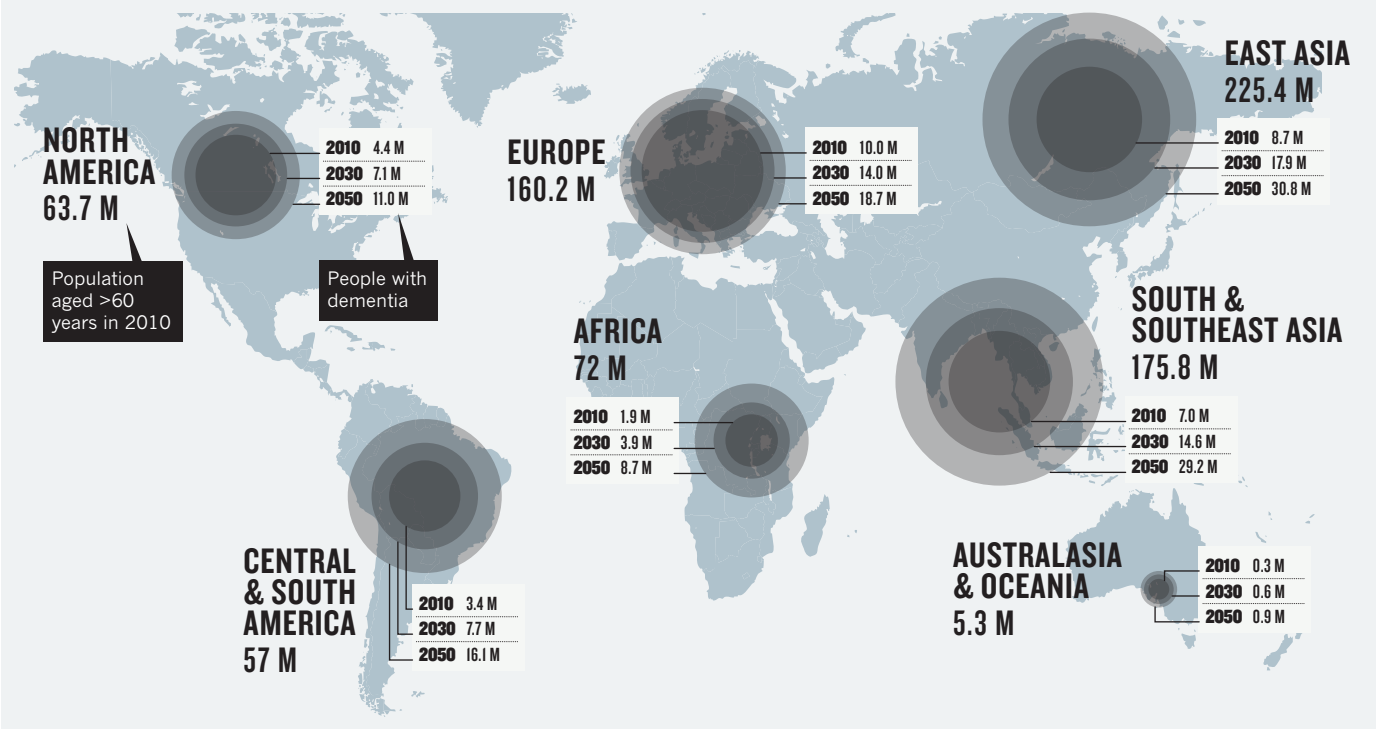 NORTH
AMERICA
63.7 M
2010 4.4 M
2030 7.1 M
2050 11.0 M
Population
aged >60
years in 2010
People with
dementia
EUROPE
160.2 M
2010 10.0 M
2030 14.0 M
2050 18.7 M
EAST ASIA
225.4 M
2010 8.7 M
2030 17.9 M
2050 30.8 M
AFRICA
72 M
2010 1.9 M
2030 3.9 M
2050 8.7 M
SOUTH &
SOUTHEAST ASIA
175.8 M
2010 7.0 M
2030 14.6 M
2050 29.2 M
CENTRAL
& SOUTH
AMERICA
57 M
2010 3.4 M
2030 7.7 M
2050 16.1 M
AUSTRALASIA
& OCEANIA
5.3 M
2010 0.3 M
2030 0.6 M
2050 0.9 M